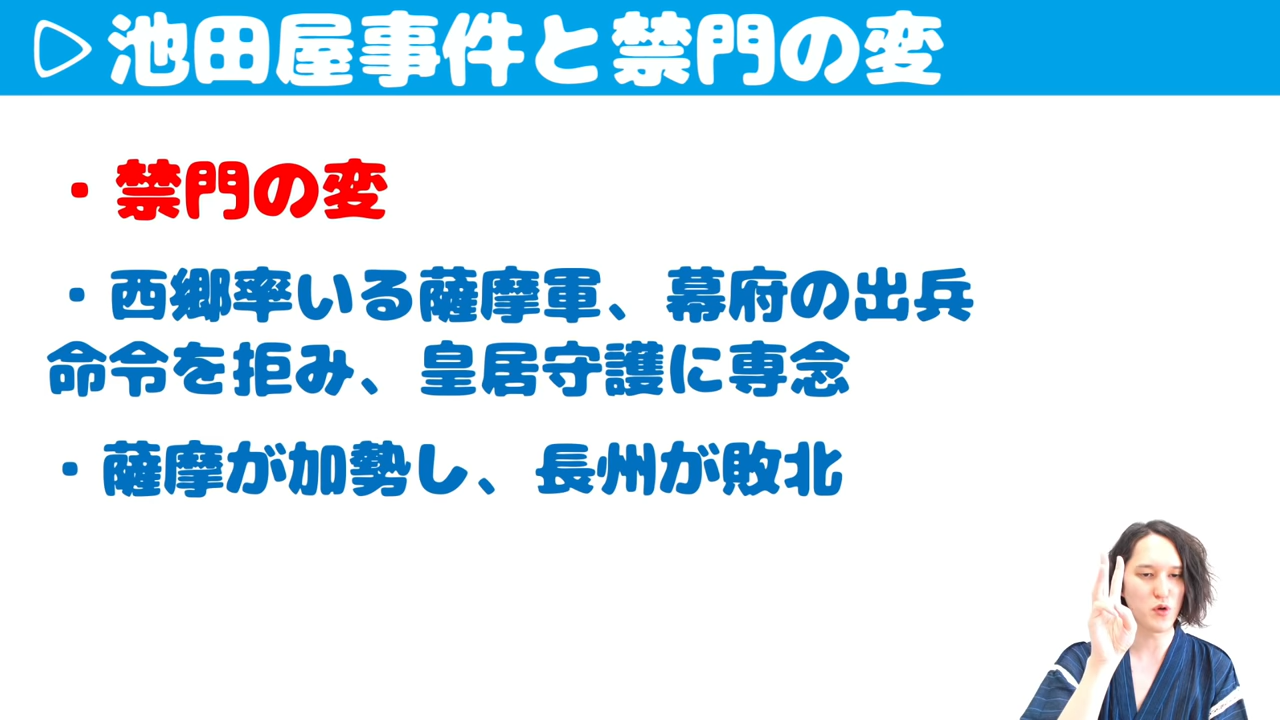 池田屋事件と禁門の変
・禁門の変
・西郷率いる薩摩軍、幕府の出兵
命令を拒み、皇居守護に専念
・薩摩が加勢し、長州が敗北